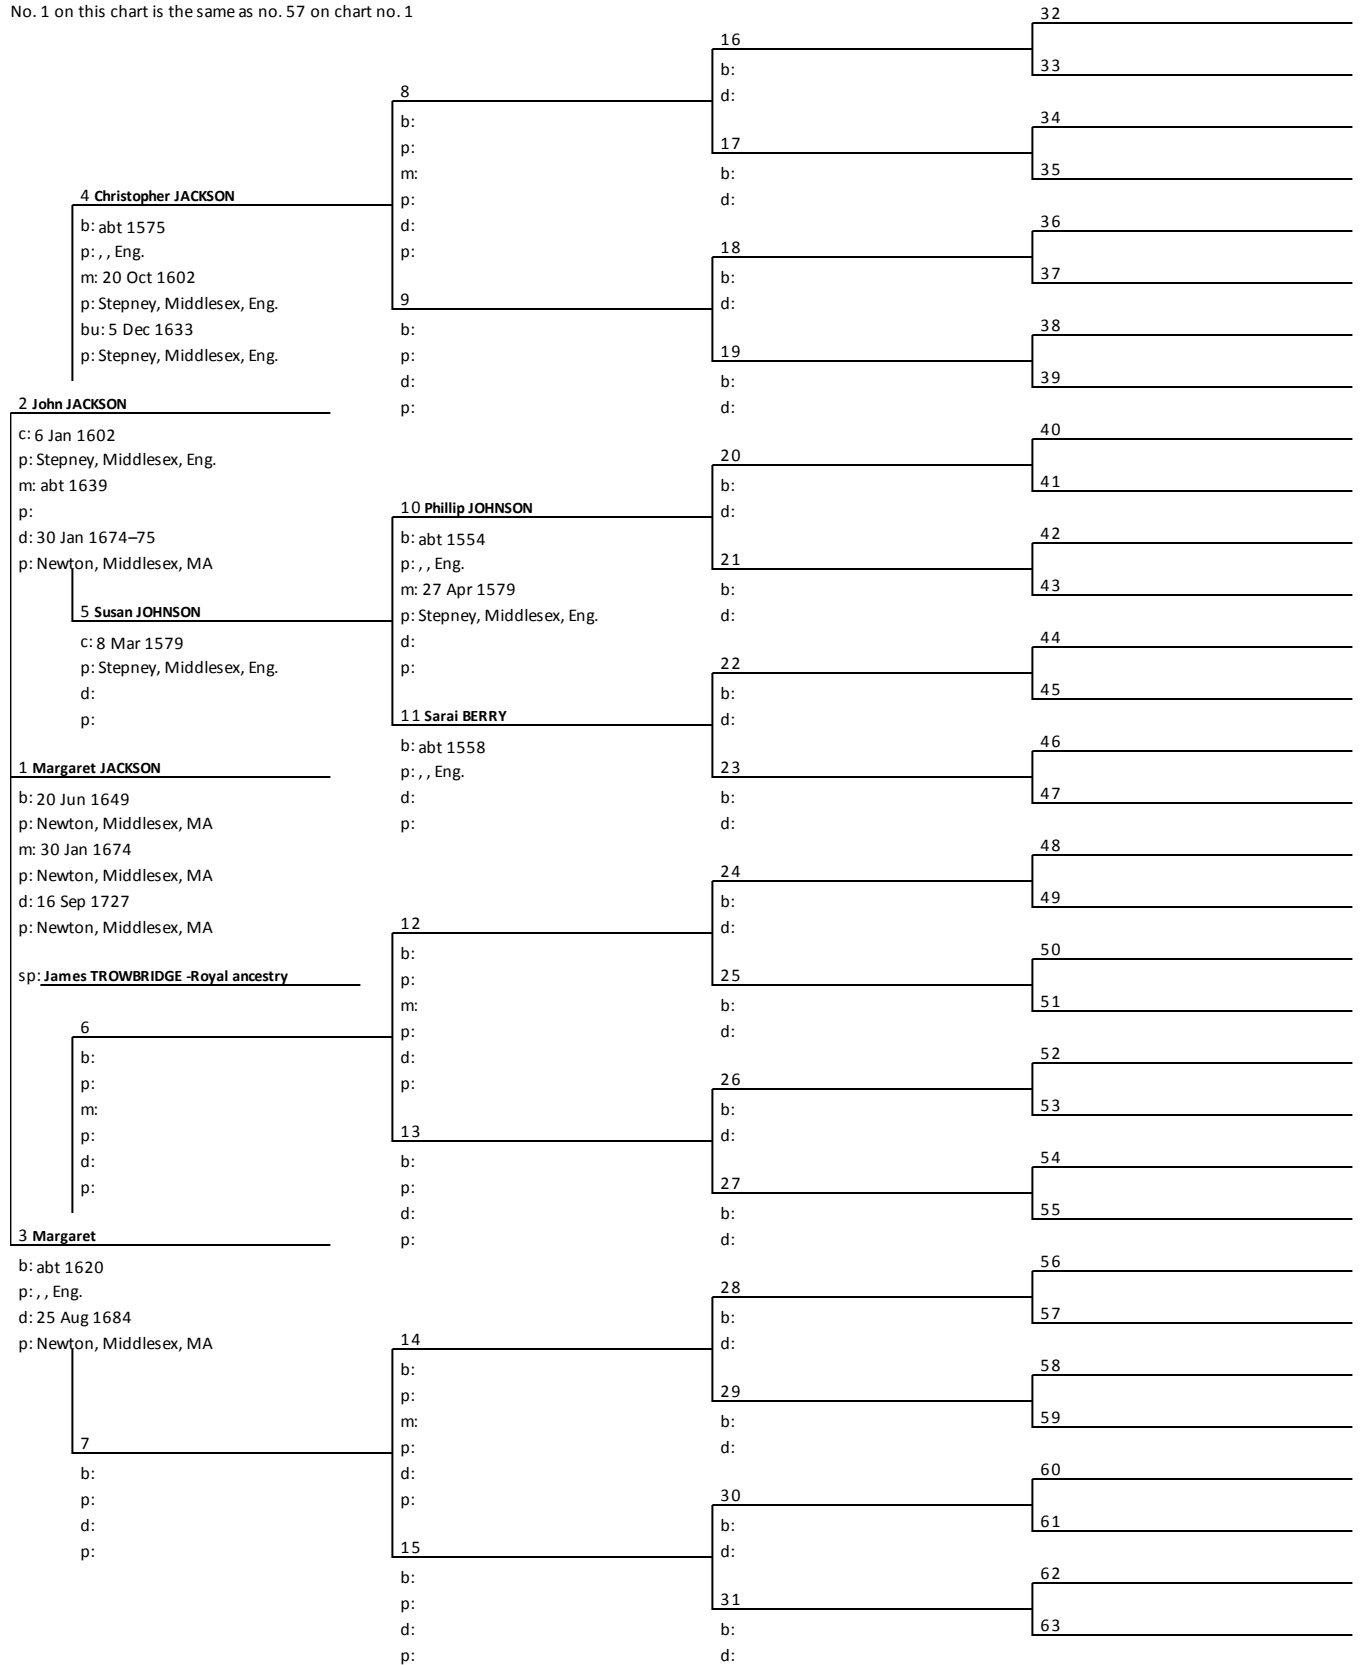 No. 1 on this chart is the same as no. 57 on chart no. 1
4 Christopher JACKSON
b: abt 1575
p: , , Eng.
m: 20 Oct 1602
p: Stepney, Middlesex, Eng.
bu: 5 Dec 1633
p: Stepney, Middlesex, Eng.
2 John JACKSON
c: 6 Jan 1602
p: Stepney, Middlesex, Eng.
m: abt 1639
p:
d: 30 Jan 1674–75
p: Newton, Middlesex, MA
5 Susan JOHNSON
c: 8 Mar 1579
p: Stepney, Middlesex, Eng.
d:
p:
1 Margaret JACKSON
b: 20 Jun 1649
p: Newton, Middlesex, MA
m: 30 Jan 1674
p: Newton, Middlesex, MA
d: 16 Sep 1727
p: Newton, Middlesex, MA
sp: James TROWBRIDGE -Royal ancestry
6
b:
p:
m:
p:
d:
p:
3 Margaret
b: abt 1620
p: , , Eng.
d: 25 Aug 1684
p: Newton, Middlesex, MA
7
b:
p:
d:
p:
8
b:
p:
m:
p:
d:
p:
9
b:
p:
d:
p:
10 Phillip JOHNSON
b: abt 1554
p: , , Eng.
m: 27 Apr 1579
p: Stepney, Middlesex, Eng.
d:
p:
11 Sarai BERRY
b: abt 1558
p: , , Eng.
d:
p:
12
b:
p:
m:
p:
d:
p:
13
b:
p:
d:
p:
14
b:
p:
m:
p:
d:
p:
15
b:
p:
d:
p:
16
b:
d:
17
b:
d:
18
b:
d:
19
b:
d:
20
b:
d:
21
b:
d:
22
b:
d:
23
b:
d:
24
b:
d:
25
b:
d:
26
b:
d:
27
b:
d:
28
b:
d:
29
b:
d:
30
b:
d:
31
b:
d:
32
33
34
35
36
37
38
39
40
41
42
43
44
45
46
47
48
49
50
51
52
53
54
55
56
57
58
59
60
61
62
63